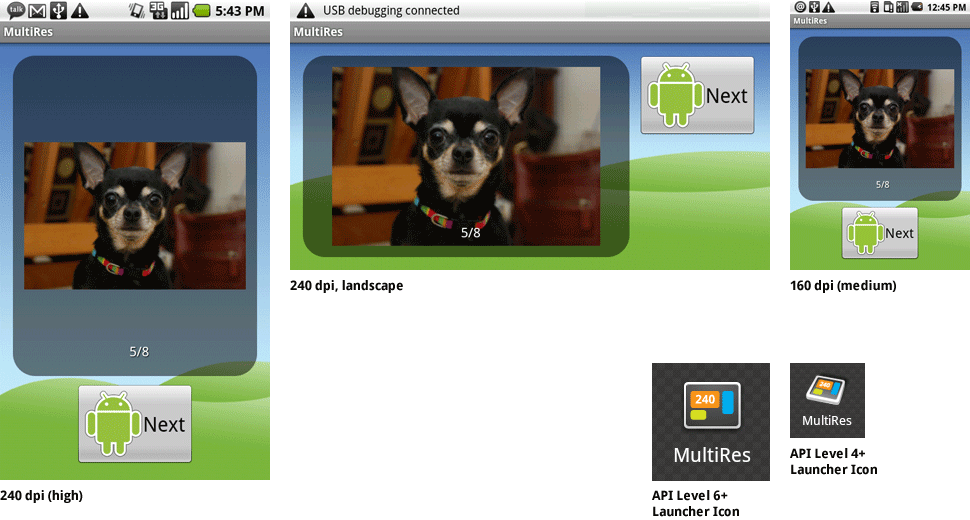 talk
3G
5:43 PM
MultiRes
5/8
Next
240 dpi (high)
USB debugging connected
MultiRes
Next
5/8
240 dpi, landscape
12:45 PM
MultiRes
5/8
Next
160 dpi (medium)
240
MultiRes
API Level 6+
Launcher Icon
240
MultiRes
API Level 4+
Launcher Icon